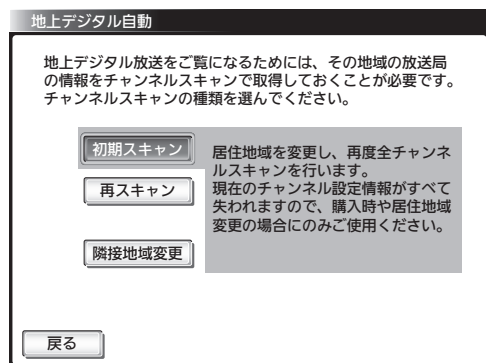 地上デジタル自動
地上デジタル放送をご覧になるためには、その地域の放送局
の情報をチャンネルスキャンで取得しておくことが必要です。
チャンネルスキャンの種類を選んでください。
初期スキャン
再スキャン
隣接地域変更
居住地域を変更し、再度全チャンネ
ルスキャンを行います。
現在のチャンネル設定情報がすべて
失われますので、購入時や居住地域
変更の場合にのみご使用ください。
戻る